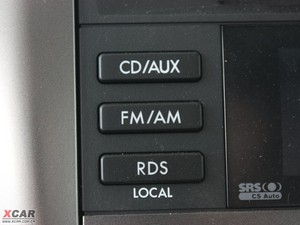 CD/AUX
FM/AM
RDS
LOCAL
SRS
CS Auto
XCAR